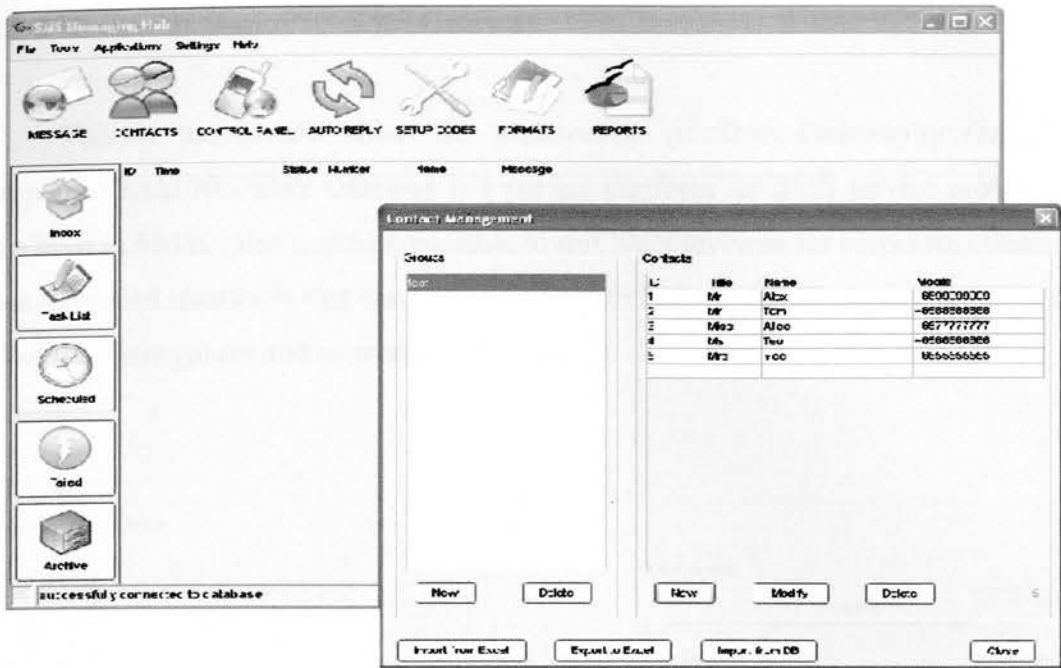 SMS Messaging Hub
File Tools Applications Settings Help
MESSAGE CONTACTS CONTROL PANEL AUTO REPLY SETUP CODES FORMATS REPORTS
ID Time Status Number Name Message
Inbox
Task List
Scheduled
Failed
Archive
successfully connected to database
Contact Management
Groups
Contacts
ID Title Name Mobile
1 Mr Alex
2 Mr Tom
3 Miss
4 Ms
5 Mrs
New Delete
New Modify Delete
Import from Excel Export to Excel Import from DB Close